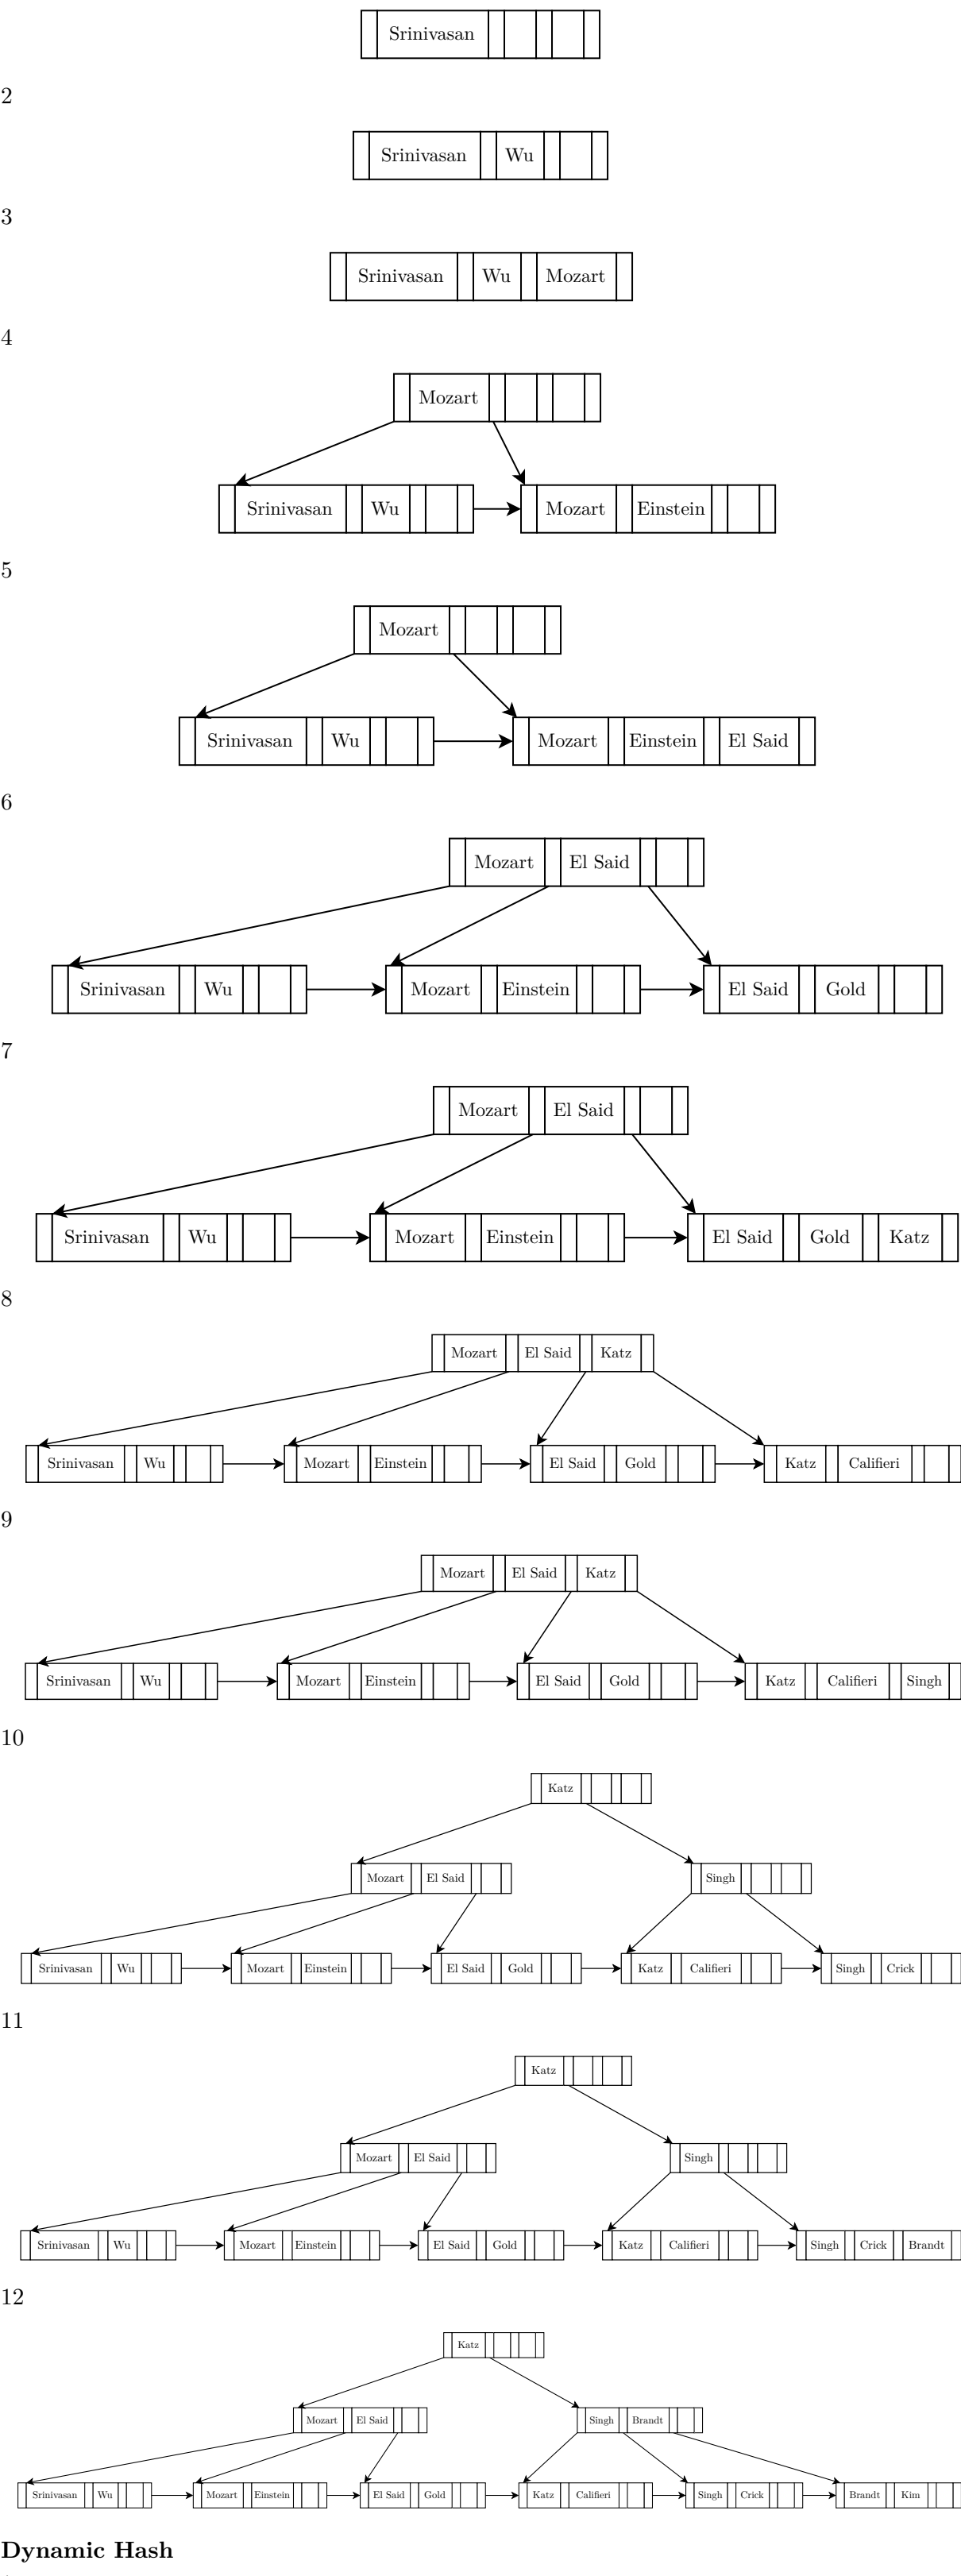 Srinivasan
2
Srinivasan Wu
3
Srinivasan Wu Mozart
4
Mozart
Srinivasan Wu Mozart Einstein
5
Mozart
Srinivasan Wu Mozart Einstein El Said
6
Mozart El Said
Srinivasan Wu Mozart Einstein El Said Gold
7
Mozart El Said
Srinivasan Wu Mozart Einstein El Said Gold Katz
8
Mozart El Said Katz
Srinivasan Wu Mozart Einstein El Said Gold Katz Califieri
9
Mozart El Said Katz
Srinivasan Wu Mozart Einstein El Said Gold Katz Califieri Singh
10
Katz
Mozart El Said Singh
Srinivasan Wu Mozart Einstein El Said Gold Katz Califieri Singh Crick
11
Katz
Mozart El Said Singh
Srinivasan Wu Mozart Einstein El Said Gold Katz Califieri Singh Crick Brandt
12
Katz
Mozart El Said Singh Brandt
Srinivasan Wu Mozart Einstein El Said Gold Katz Califieri Singh Crick Brandt Kim
Dynamic Hash